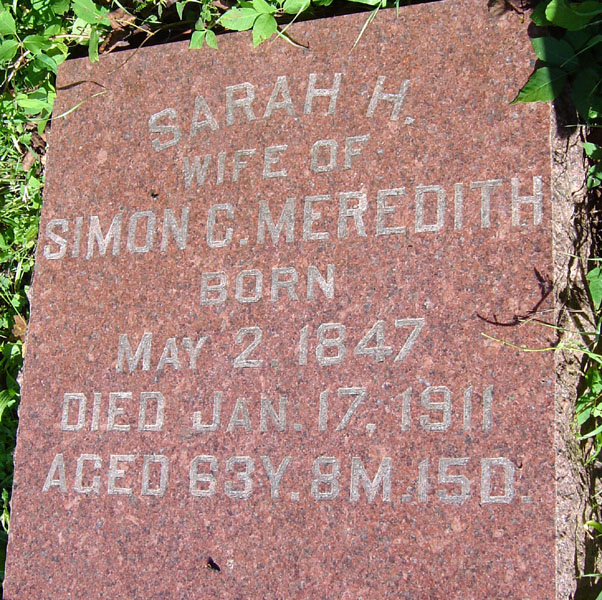 SARAH H.
WIFE OF
SIMON C. MEREDITH
BORN
MAY 2. 1847
DIED JAN. 17, 1911
AGED 63Y. 8M. 15D.